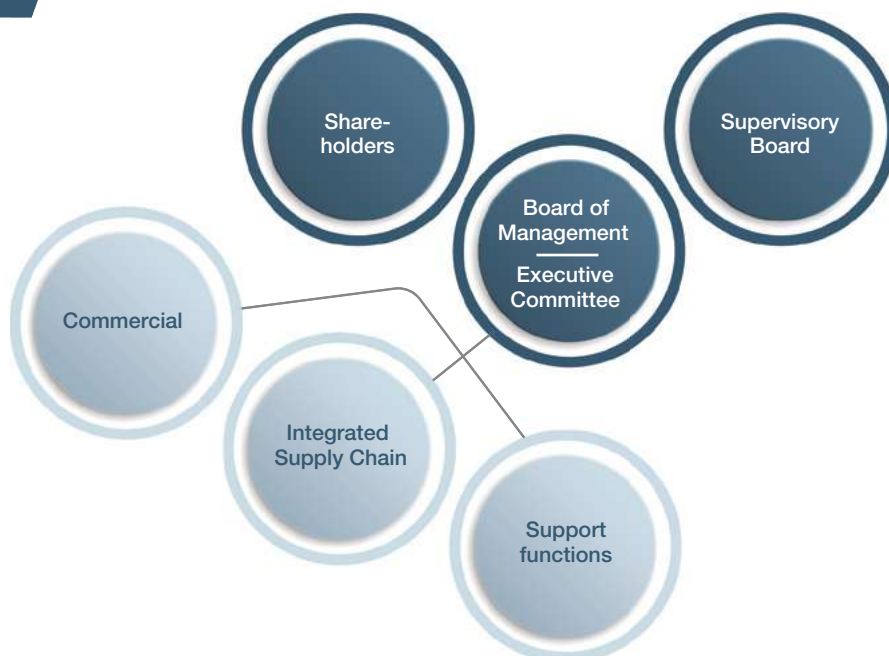 Share-
holders
Supervisory
Board
Board of
Management
Executive
Committee
Commercial
Integrated
Supply Chain
Support
functions